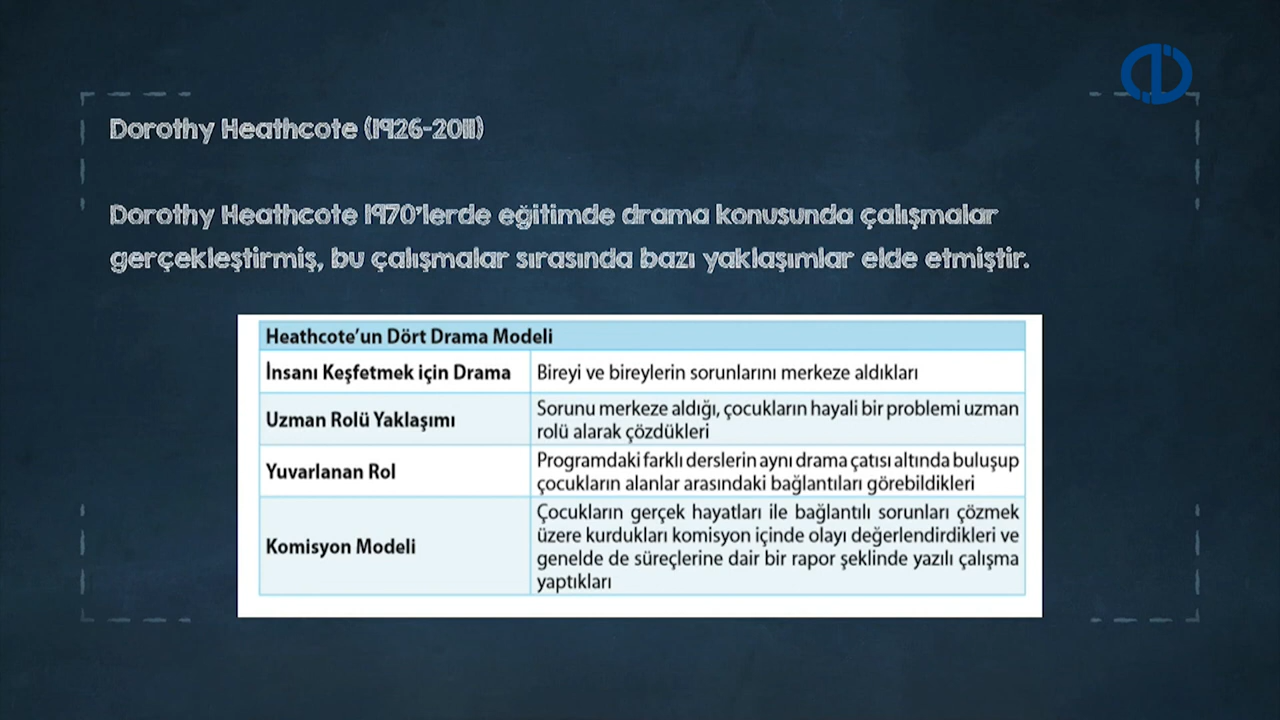 Dorothy Heathcote (1926-2011)
Dorothy Heathcote 1970'lerde eğitimde drama konusunda çalışmalar
gerçekleştirmiş, bu çalışmalar sırasında bazı yaklaşımlar elde etmiştir.
Heathcote'un Dört Drama Modeli
İnsanı Keşfetmek için Drama
Bireyi ve bireylerin sorunlarını merkeze aldıkları
Uzman Rolü Yaklaşımı
Sorunu merkeze aldığı, çocukların hayali bir problemi uzman
rolü alarak çözdükleri
Yuvarlanan Rol
Programdaki farklı derslerin aynı drama çatısı altında buluşup
çocukların alanlar arasındaki bağlantıları görebildikleri
Komisyon Modeli
Çocukların gerçek hayatları ile bağlantılı sorunları çözmek
üzere kurdukları komisyon içinde olayı değerlendirdikleri ve
genelde de süreçlerine dair bir rapor şeklinde yazılı çalışma
yaptıkları